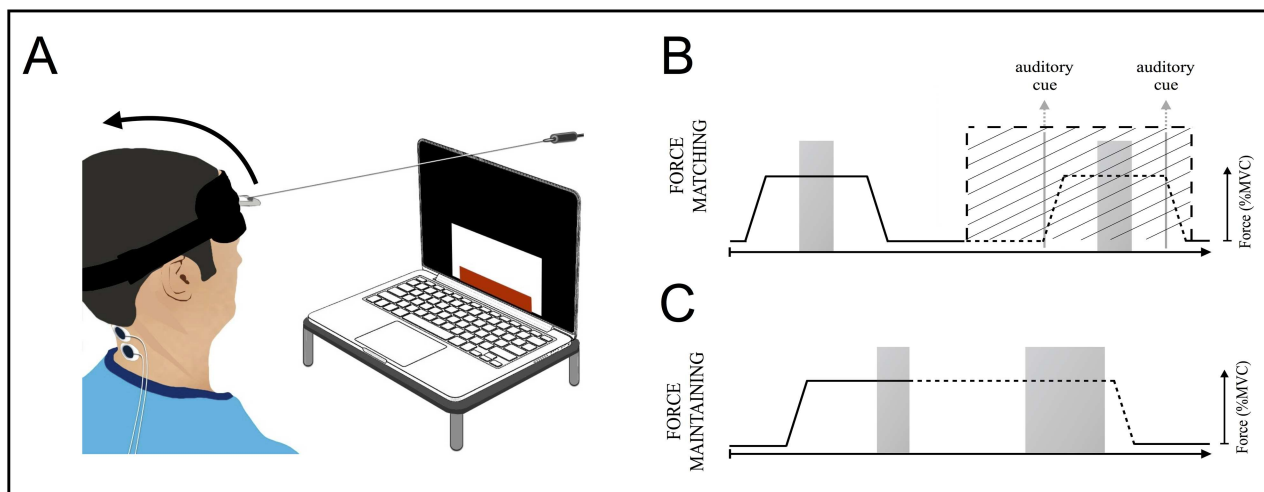 A
B
auditory
cue
auditory
cue
FORCE
MATCHING
Force (%MVC)
C
FORCE
MAINTAINING
Force (%MVC)